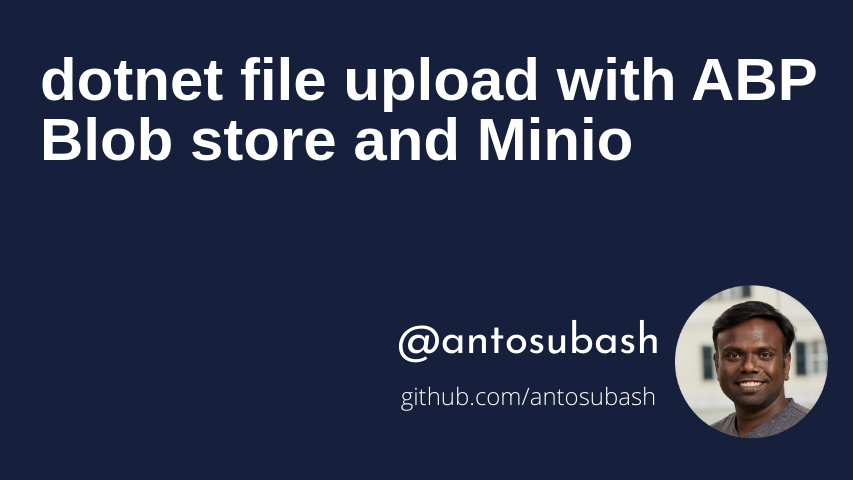 dotnet file upload with ABP
Blob store and Minio
@antosubash
github.com/antosubash